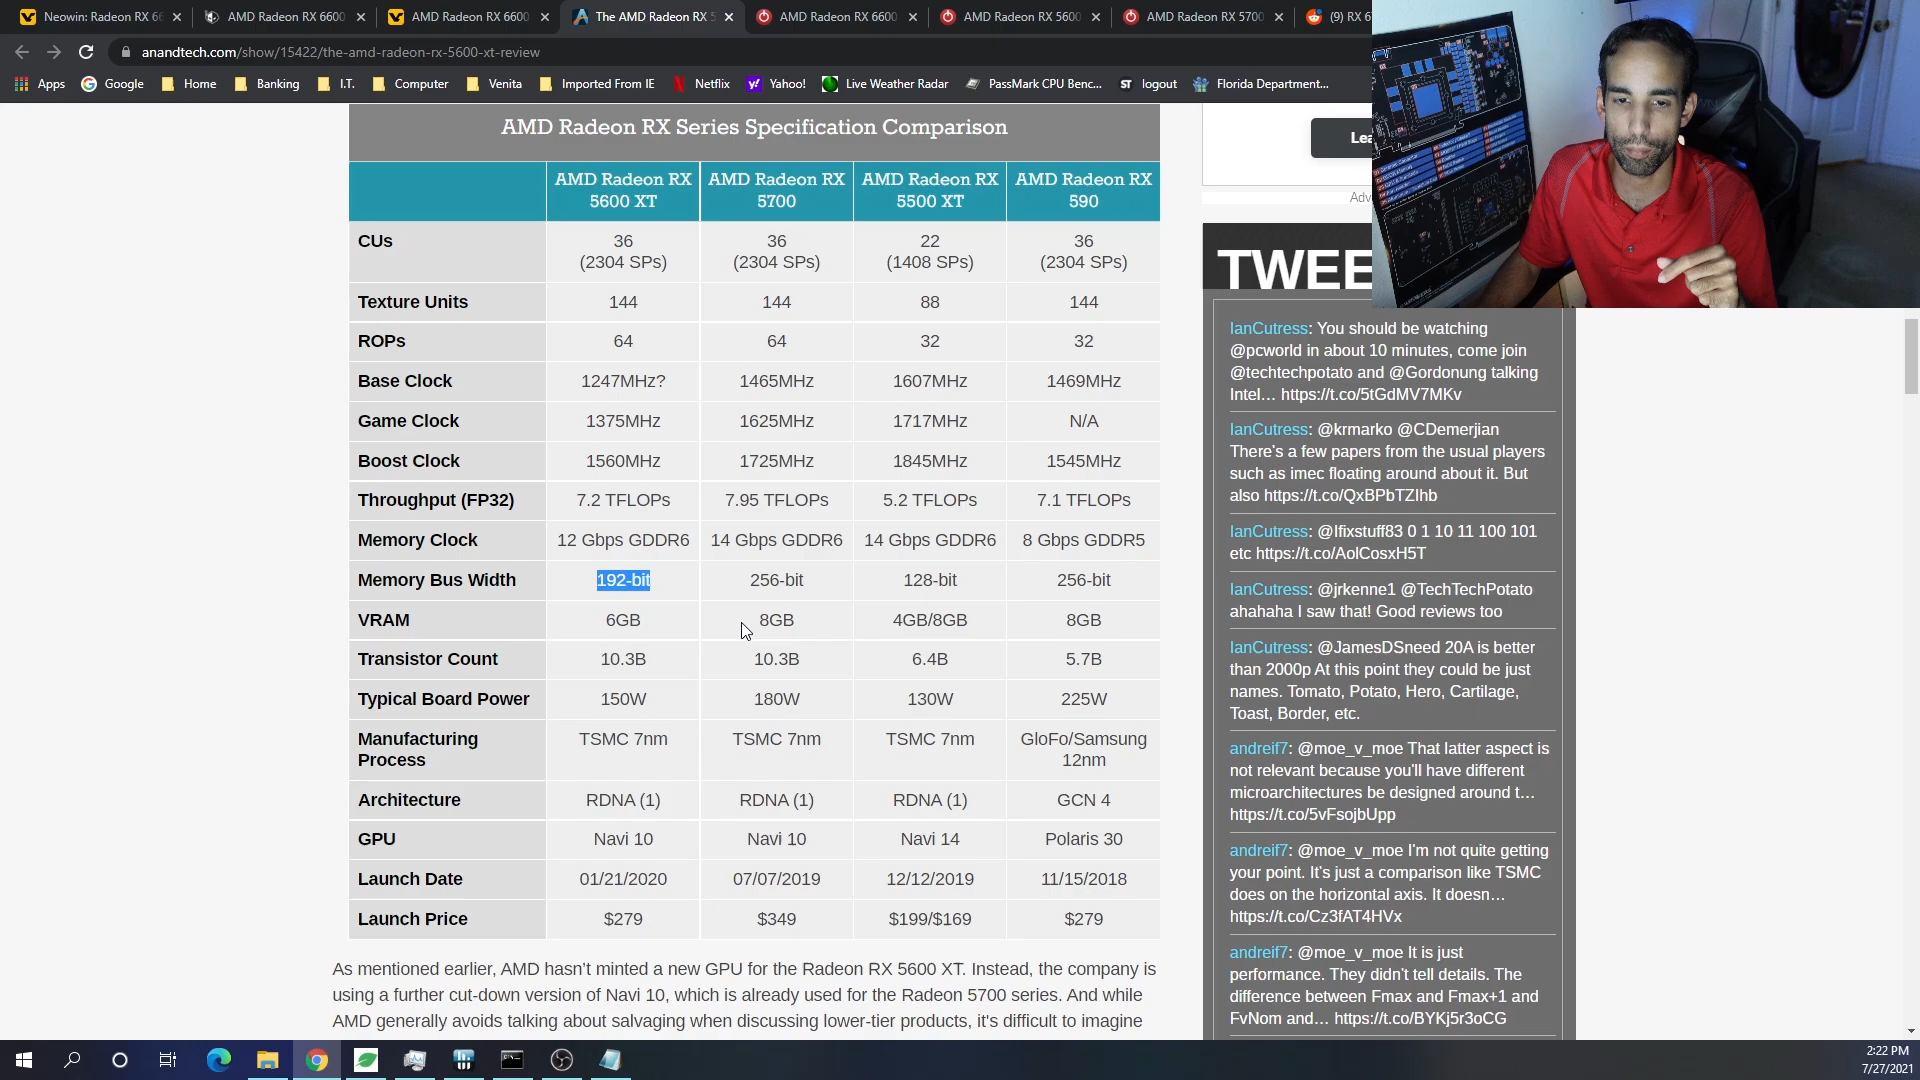 Neowin: Radeon RX 66
AMD Radeon RX 6600
AMD Radeon RX 6600
The AMD Radeon RX 5
AMD Radeon RX 6600
AMD Radeon RX 5600
AMD Radeon RX 5700
(9) RX 6
anandtech.com/show/15422/the-amd-radeon-rx-5600-xt-review
Apps
Google
Home
Banking
I.T.
Computer
Venita
Imported From IE
Netflix
Yahoo!
Live Weather Radar
PassMark CPU Benc...
ST logout
Florida Department...
AMD Radeon RX Series Specification Comparison
AMD Radeon RX 5600 XT AMD Radeon RX 5700 AMD Radeon RX 5500 XT AMD Radeon RX 590
CUs 36 (2304 SPs) 36 (2304 SPs) 22 (1408 SPs) 36 (2304 SPs)
Texture Units 144 144 88 144
ROPs 64 64 32 32
Base Clock 1247MHz? 1465MHz 1607MHz 1469MHz
Game Clock 1375MHz 1625MHz 1717MHz N/A
Boost Clock 1560MHz 1725MHz 1845MHz 1545MHz
Throughput (FP32) 7.2 TFLOPs 7.95 TFLOPs 5.2 TFLOPs 7.1 TFLOPs
Memory Clock 12 Gbps GDDR6 14 Gbps GDDR6 14 Gbps GDDR6 8 Gbps GDDR5
Memory Bus Width 192-bit 256-bit 128-bit 256-bit
VRAM 6GB 8GB 4GB/8GB 8GB
Transistor Count 10.3B 10.3B 6.4B 5.7B
Typical Board Power 150W 180W 130W 225W
Manufacturing Process TSMC 7nm TSMC 7nm TSMC 7nm GloFo/Samsung 12nm
Architecture RDNA (1) RDNA (1) RDNA (1) GCN 4
GPU Navi 10 Navi 10 Navi 14 Polaris 30
Launch Date 01/21/2020 07/07/2019 12/12/2019 11/15/2018
Launch Price $279 $349 $199/$169 $279
As mentioned earlier, AMD hasn't minted a new GPU for the Radeon RX 5600 XT. Instead, the company is
using a further cut-down version of Navi 10, which is already used for the Radeon 5700 series. And while
AMD generally avoids talking about salvaging when discussing lower-tier products, it's difficult to imagine
Lea
Adv
TWEE
IanCutress: You should be watching
@pcworld in about 10 minutes, come join
@techtechpotato and @Gordonung talking
Intel… https://t.co/5tGdMV7MKv
IanCutress: @krmarko @CDemerjian
There's a few papers from the usual players
such as imec floating around about it. But
also https://t.co/QxBPbTZIhb
IanCutress: @Ifixstuff83 0 1 10 11 100 101
etc https://t.co/AolCosxH5T
IanCutress: @jrkenne1 @TechTechPotato
ahahaha I saw that! Good reviews too
IanCutress: @JamesDSneed 20A is better
than 2000p At this point they could be just
names. Tomato, Potato, Hero, Cartilage,
Toast, Border, etc.
andreif7: @moe_v_moe That latter aspect is
not relevant because you'll have different
microarchitectures be designed around t…
https://t.co/5vFsojbUpp
andreif7: @moe_v_moe I'm not quite getting
your point. It's just a comparison like TSMC
does on the horizontal axis. It doesn…
https://t.co/Cz3fAT4HVx
andreif7: @moe_v_moe It is just
performance. They didn't tell details. The
difference between Fmax and Fmax+1 and
FvNom and… https://t.co/BYKj5r3oCG
2:22 PM
7/27/2021